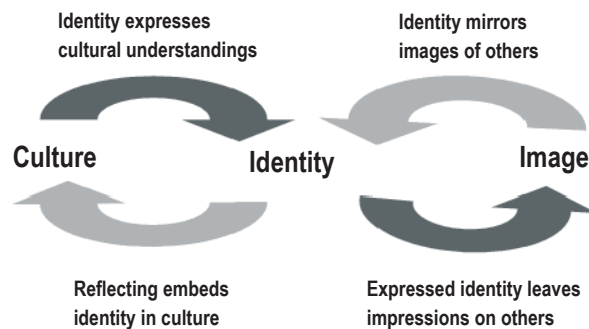 Identity expresses
cultural understandings
Identity mirrors
images of others
Culture
Identity
Image
Reflecting embeds
identity in culture
Expressed identity leaves
impressions on others